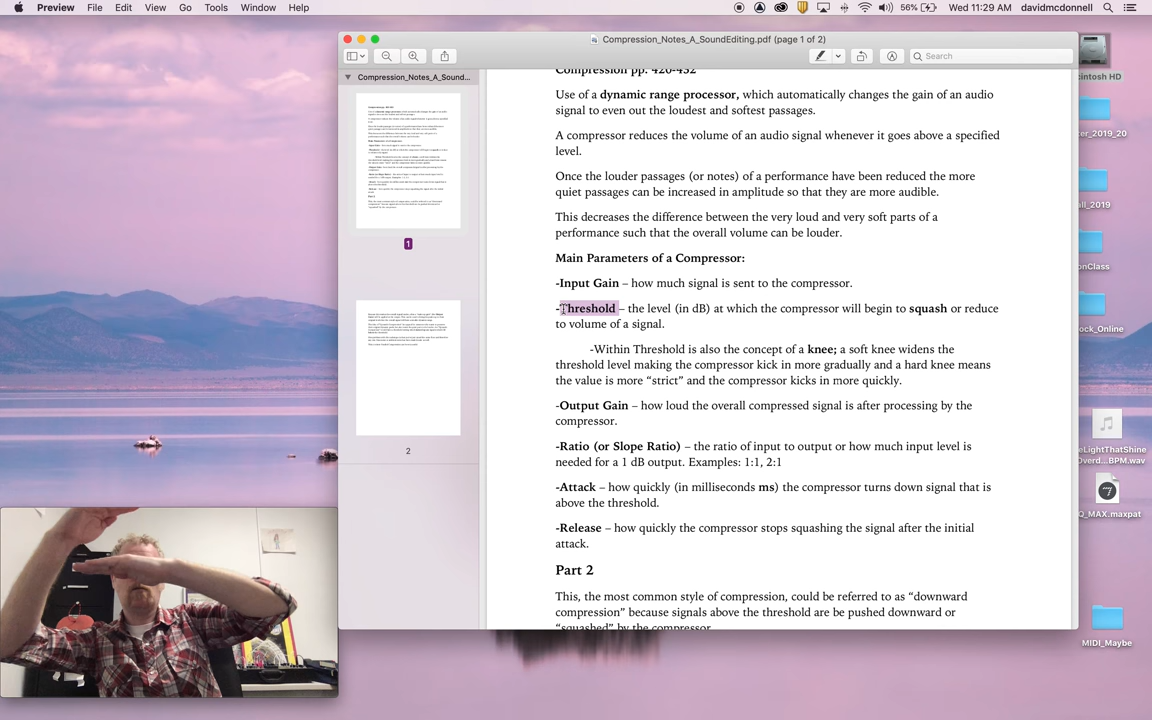 Preview File Edit View Go Tools Window Help 56% Wed 11:29 AM davidmcdonnell
Compression_Notes_A_SoundEditing.pdf (page 1 of 2)
Search
Compression_Notes_A_Sound...
1
2
Compression pp. 420-432
Use of a dynamic range processor, which automatically changes the gain of an audio
signal to even out the loudest and softest passages.
A compressor reduces the volume of an audio signal whenever it goes above a specified
level.
Once the louder passages (or notes) of a performance have been reduced the more
quiet passages can be increased in amplitude so that they are more audible.
This decreases the difference between the very loud and very soft parts of a
performance such that the overall volume can be louder.
Main Parameters of a Compressor:
-Input Gain – how much signal is sent to the compressor.
-Threshold – the level (in dB) at which the compressor will begin to squash or reduce
to volume of a signal.
-Within Threshold is also the concept of a knee; a soft knee widens the
threshold level making the compressor kick in more gradually and a hard knee means
the value is more “strict” and the compressor kicks in more quickly.
-Output Gain – how loud the overall compressed signal is after processing by the
compressor.
-Ratio (or Slope Ratio) – the ratio of input to output or how much input level is
needed for a 1 dB output. Examples: 1:1, 2:1
-Attack – how quickly (in milliseconds ms) the compressor turns down signal that is
above the threshold.
-Release – how quickly the compressor stops squashing the signal after the initial
attack.
Part 2
This, the most common style of compression, could be referred to as “downward
compression” because signals above the threshold are pushed downward or
“squashed” by the compressor.
cintosh HD
ter_2019_20
all_2019
onClass
ock_Online
eLightThatShine
Overd...BPM.wav
Q_MAX.maxpat
MIDI_Maybe